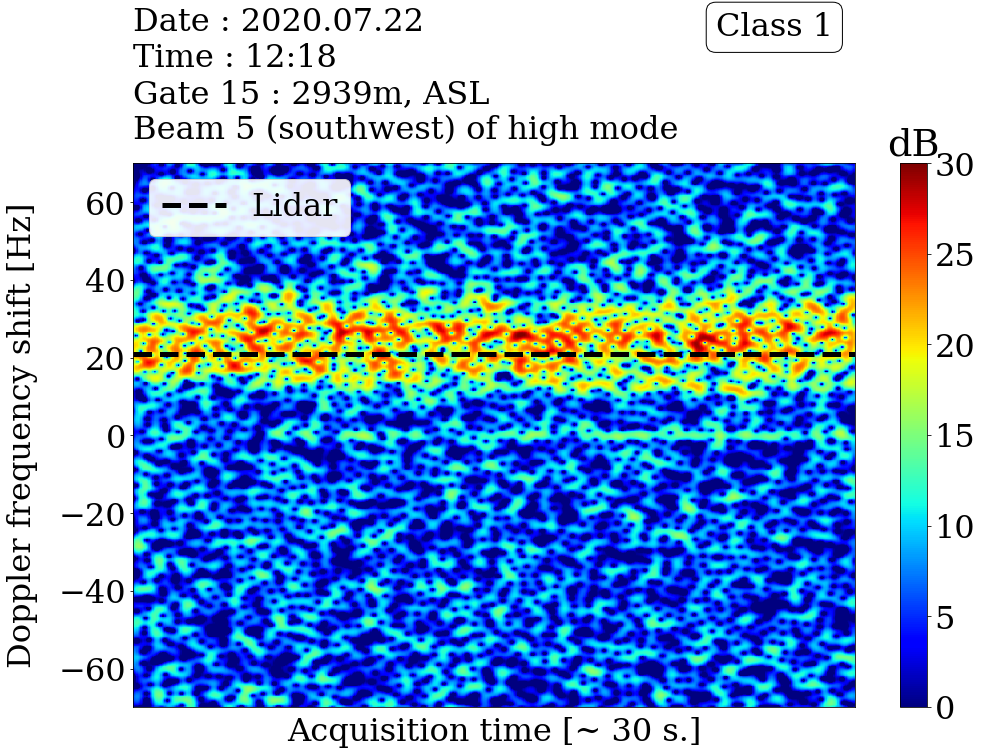 Date : 2020.07.22
Time : 12:18
Gate 15 : 2939m, ASL
Beam 5 (southwest) of high mode
Class 1
dB
Lidar
Doppler frequency shift [Hz]
60
40
20
0
−20
−40
−60
30
25
20
15
10
5
0
Acquisition time [~ 30 s.]